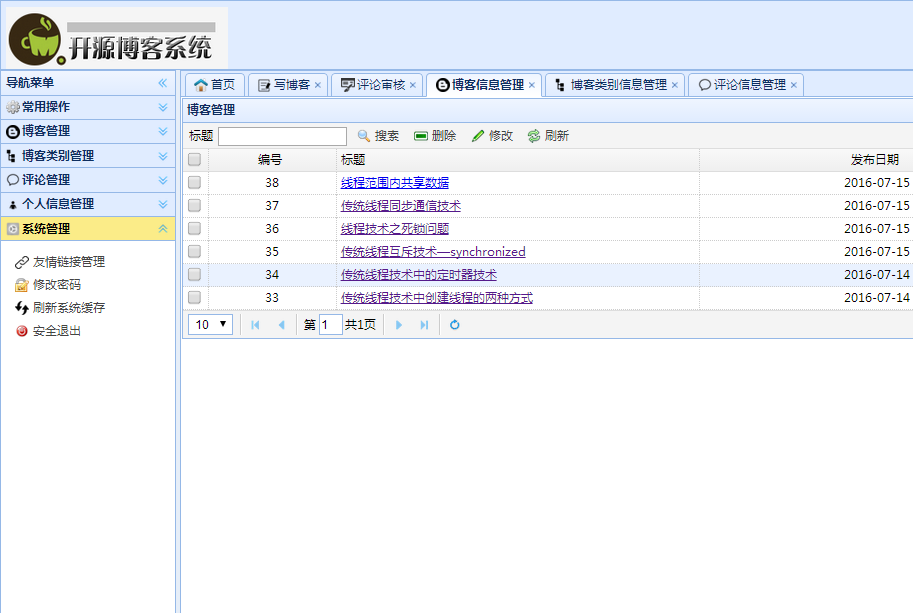 开源博客系统
导航菜单
常用操作
博客管理
博客类别管理
评论管理
个人信息管理
系统管理
友情链接管理
修改密码
刷新系统缓存
安全退出
首页 写博客 评论审核 博客信息管理 博客类别信息管理 评论信息管理
博客管理
标题 搜索 删除 修改 刷新
编号 标题 发布日期
38 线程范围内共享数据 2016-07-15
37 传统线程同步通信技术 2016-07-15
36 线程技术之死锁问题 2016-07-15
35 传统线程互斥技术—synchronized 2016-07-15
34 传统线程技术中的定时器技术 2016-07-14
33 传统线程技术中创建线程的两种方式 2016-07-14
10 第 1 共1页